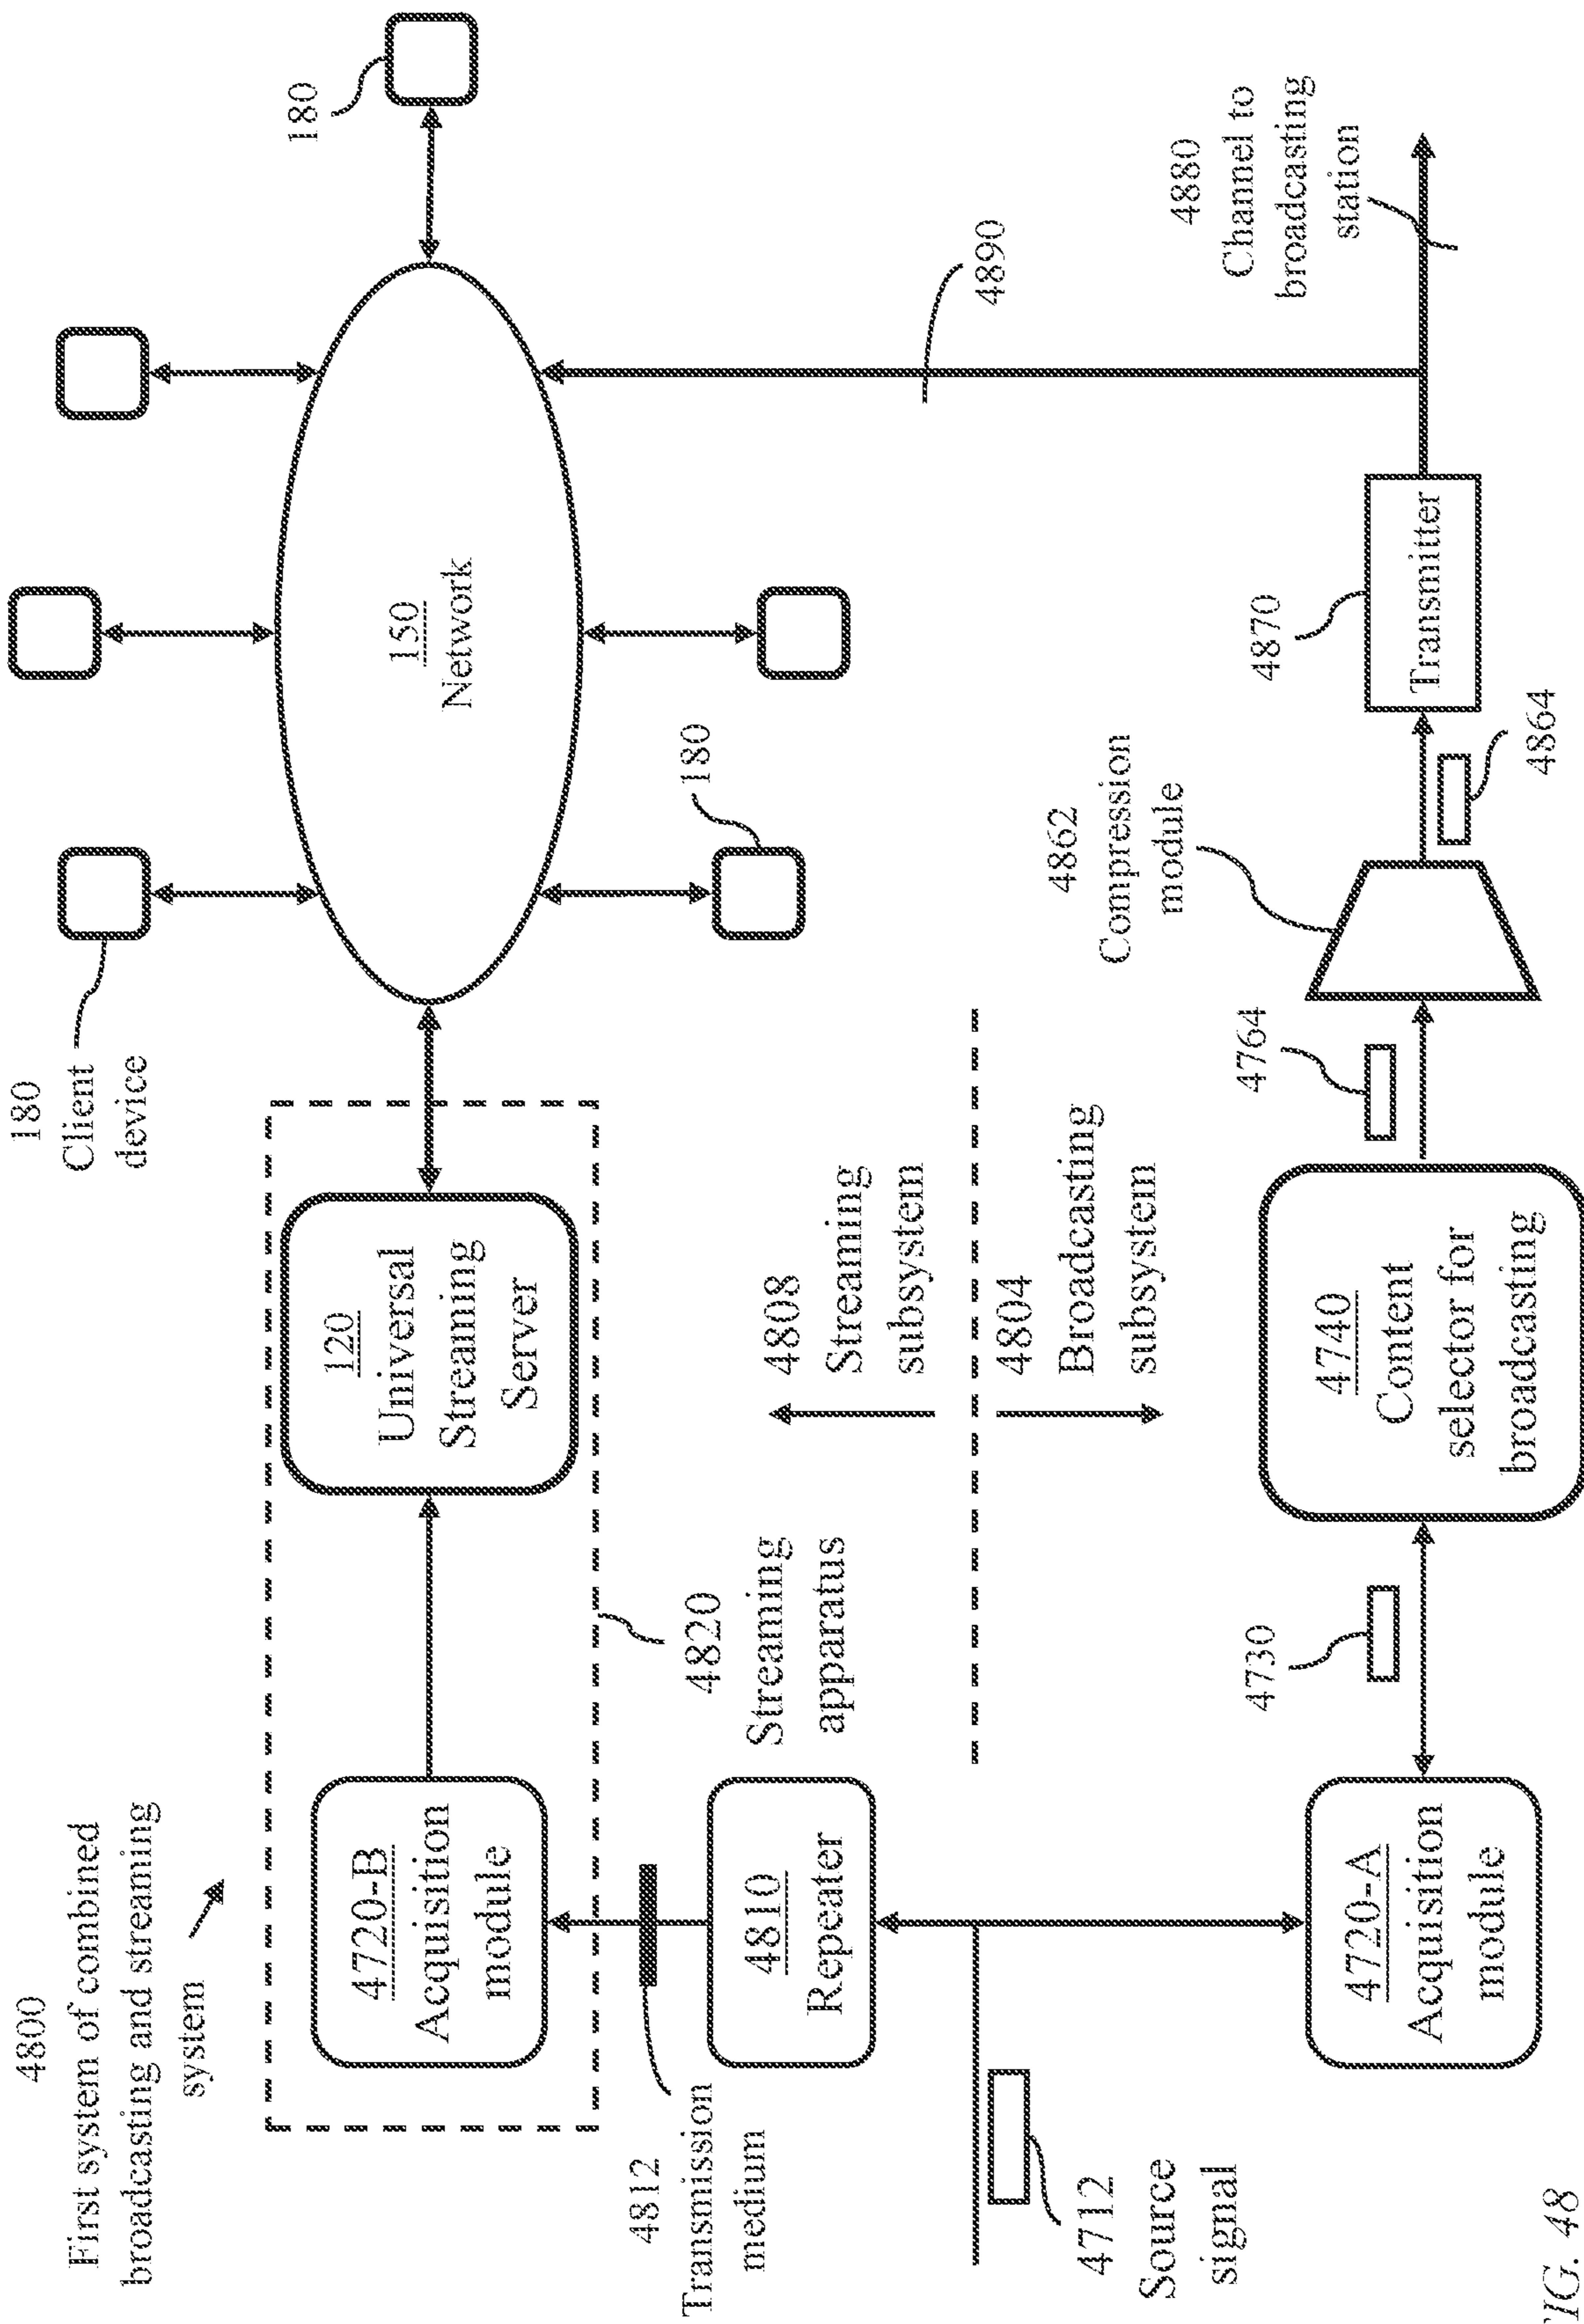 4800
First system of combined
broadcasting and streaming
system
180
Client
device
180
180
150
Network
120
Universal
Streaming
Server
4720-B
Acquisition
module
4820
Streaming
apparatus
4812
Transmission
medium
4810
Repeater
4808
Streaming
subsystem
4804
Broadcasting
subsystem
4712
Source
signal
4720-A
Acquisition
module
4730
4740
Content
selector for
broadcasting
4764
4862
Compression
module
4864
4870
Transmitter
4890
4880
Channel to
broadcasting
station
FIG. 48